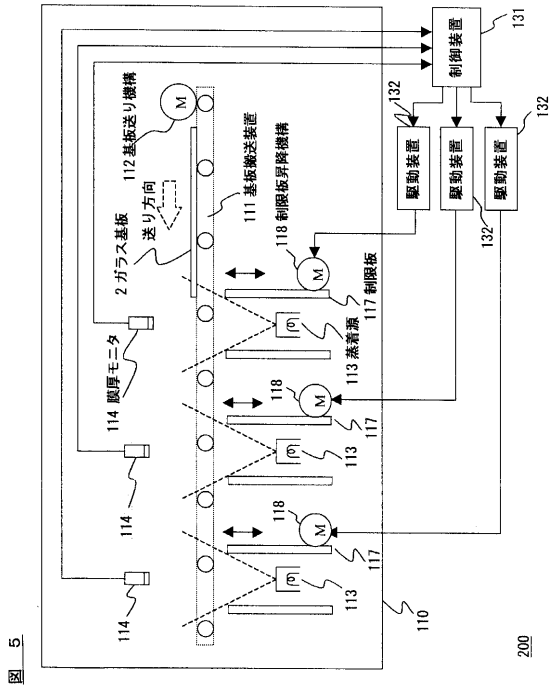 図 5
114
114
114 膜厚モニタ
2 ガラス基板
送り方向
112 基板送り機構
M
111 基板搬送装置
118
118
118 制限板昇降機構
M
M
M
117
117
117 制限板
113
113
113 蒸着源
110
132
132
132
駆動装置
駆動装置
駆動装置
制御装置
131
200